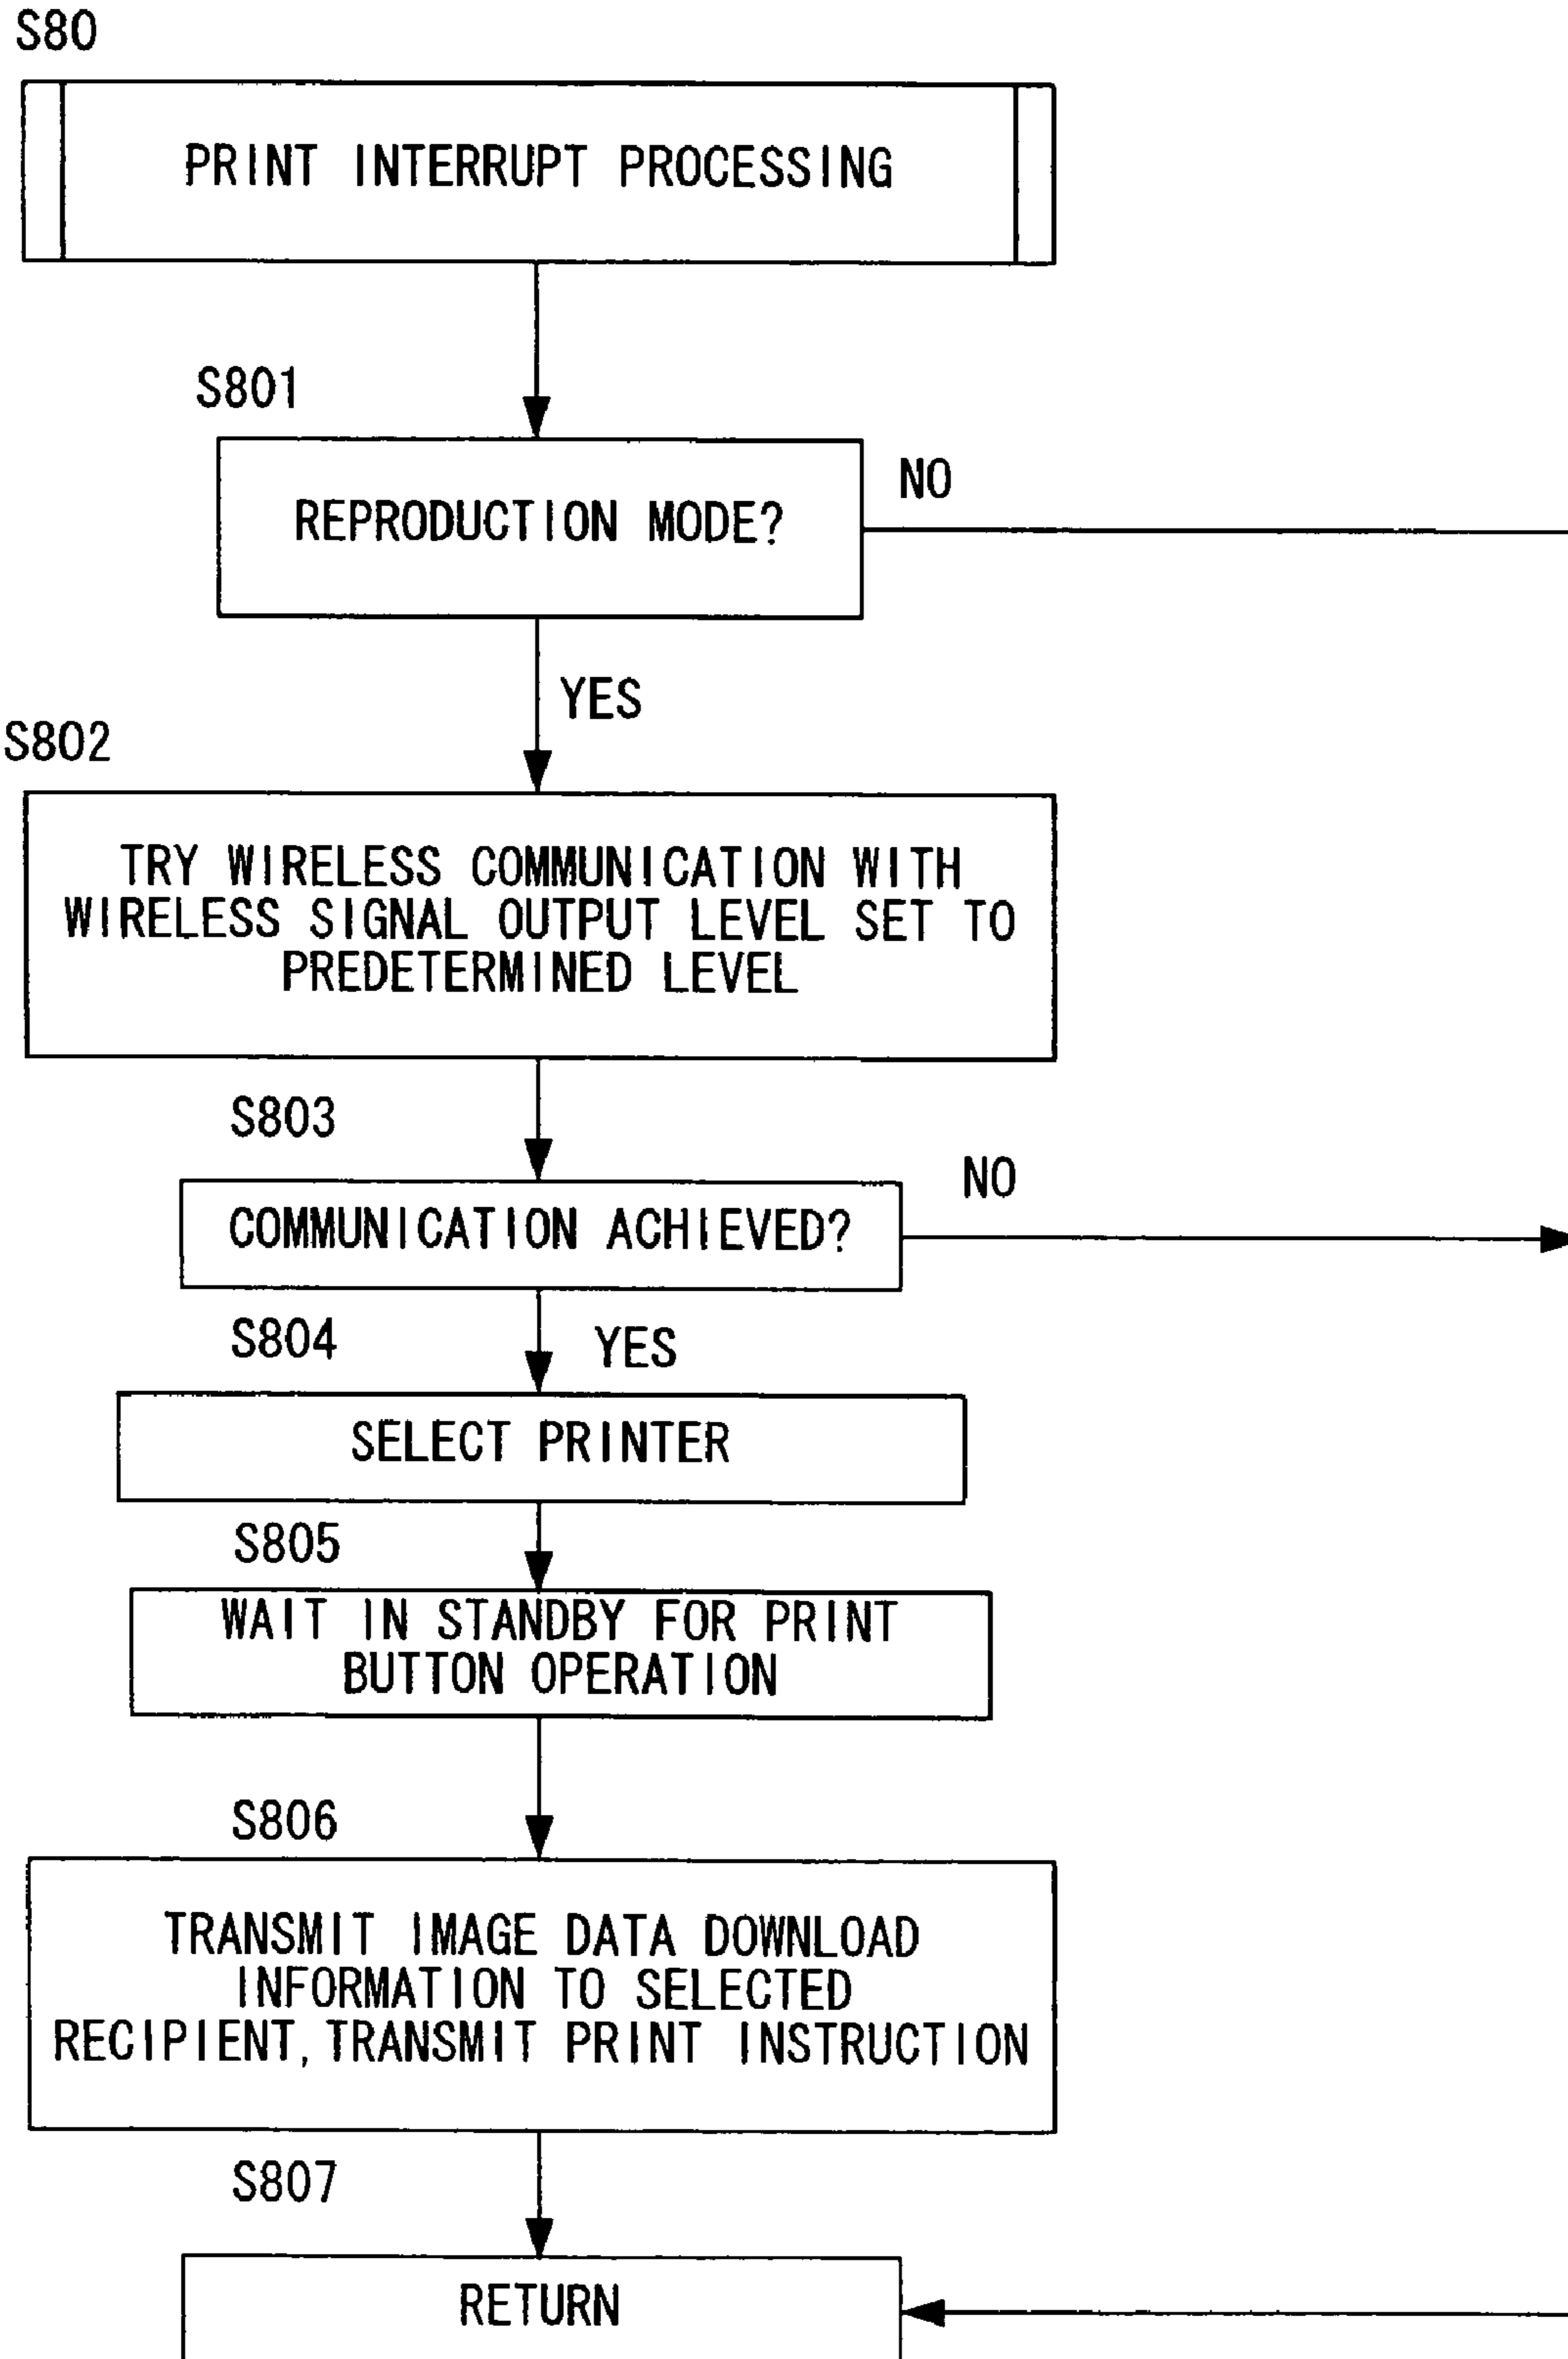 S80
PRINT INTERRUPT PROCESSING
S801
REPRODUCTION MODE?
NO
YES
S802
TRY WIRELESS COMMUNICATION WITH
WIRELESS SIGNAL OUTPUT LEVEL SET TO
PREDETERMINED LEVEL
S803
COMMUNICATION ACHIEVED?
NO
S804
YES
SELECT PRINTER
S805
WAIT IN STANDBY FOR PRINT
BUTTON OPERATION
S806
TRANSMIT IMAGE DATA DOWNLOAD
INFORMATION TO SELECTED
RECIPIENT, TRANSMIT PRINT INSTRUCTION
S807
RETURN